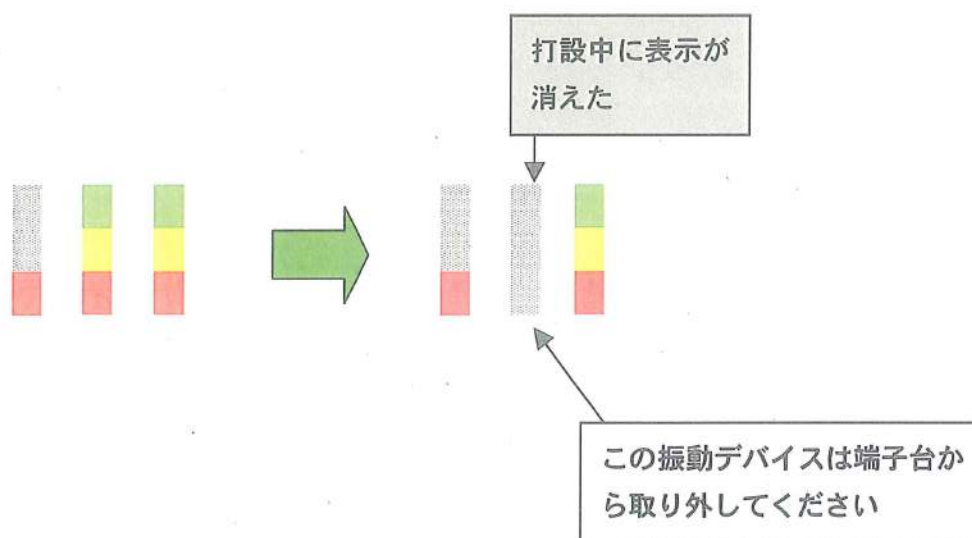 打設中に表示が
消えた
この振動デバイスは端子台か
ら取り外してください